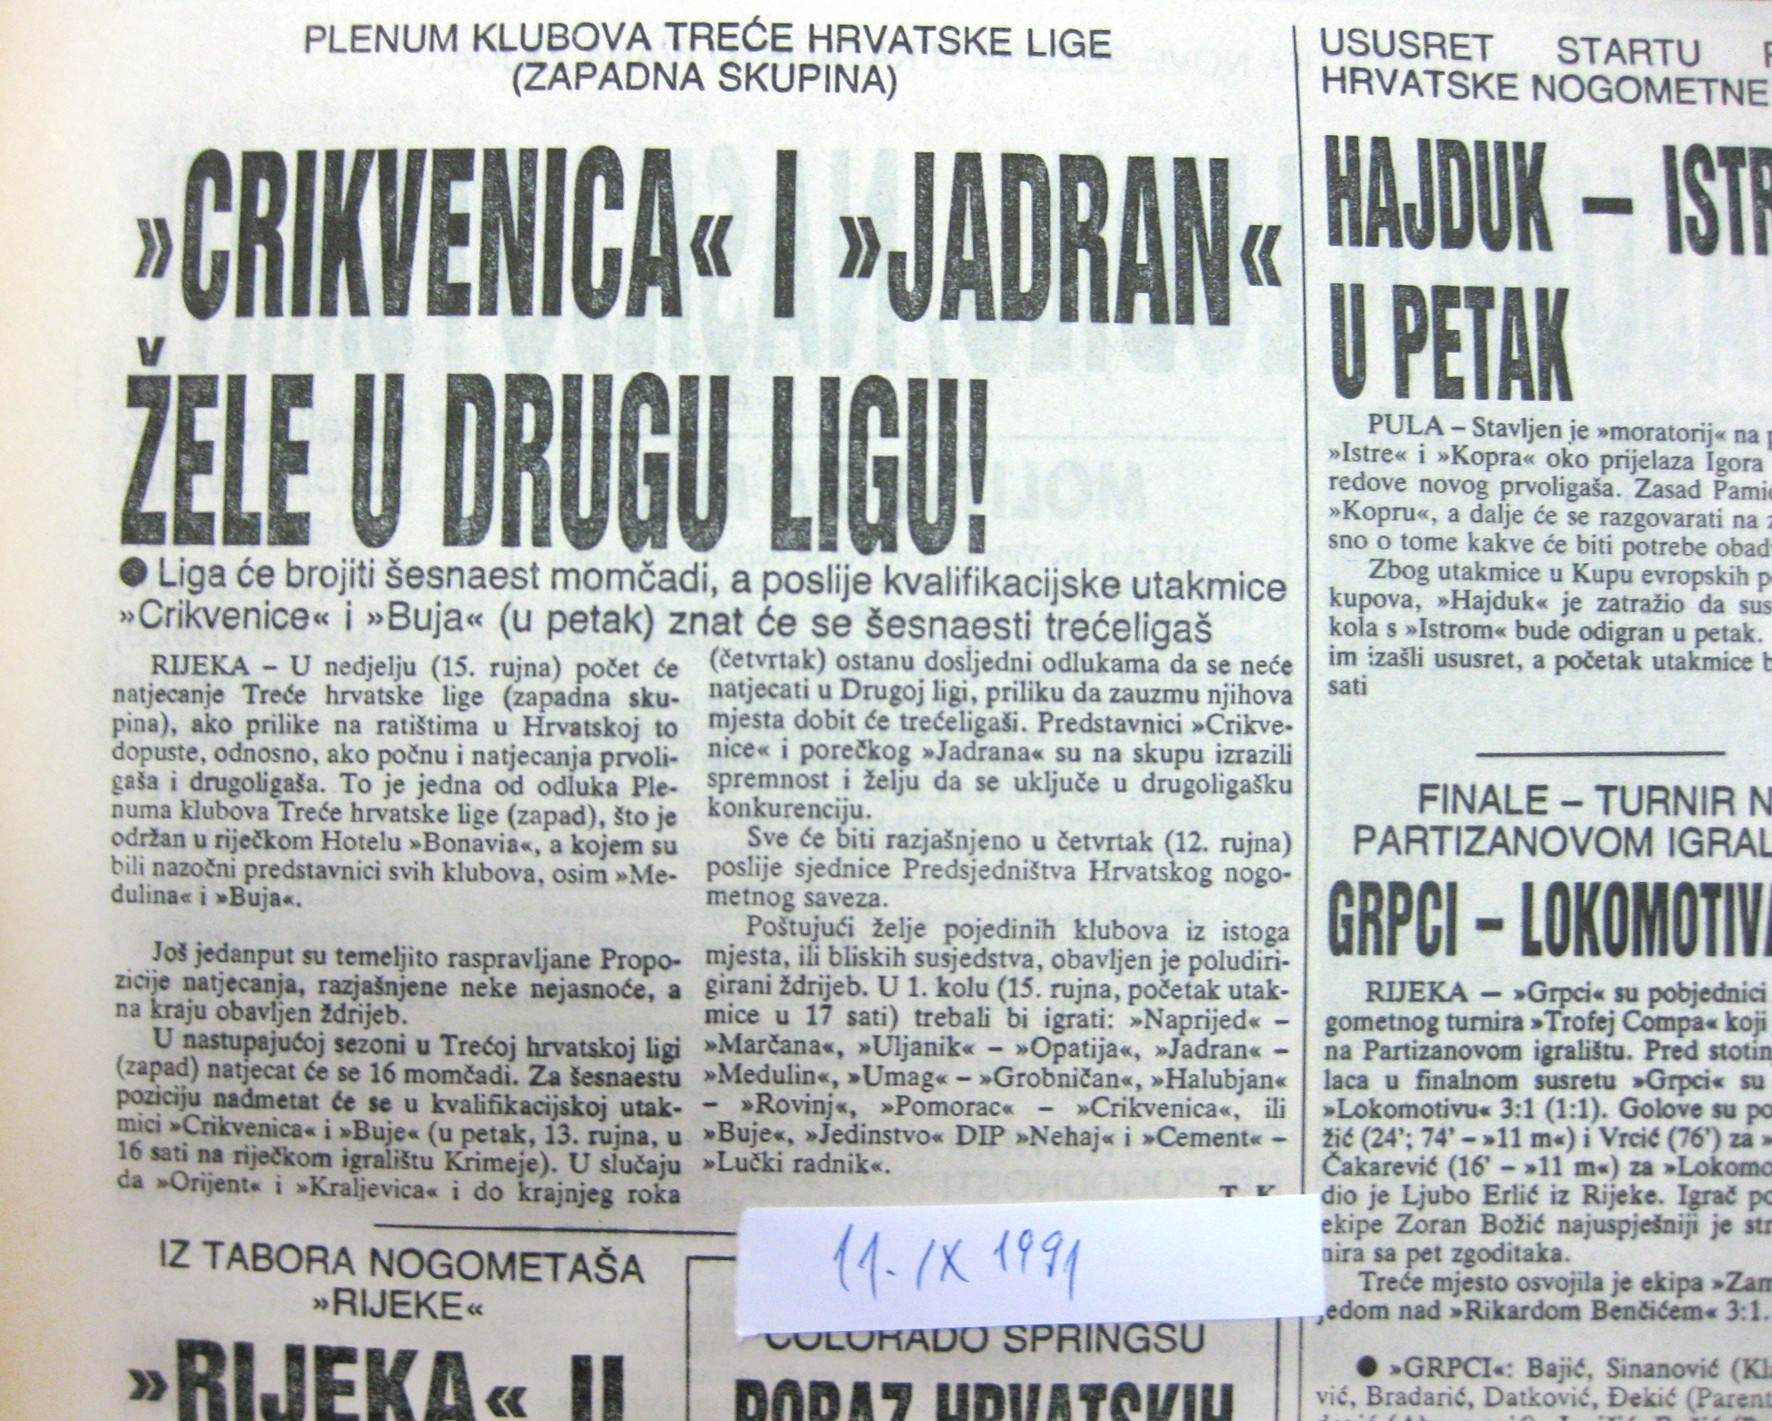 PLENUM KLUBOVA TREĆE HRVATSKE LIGE
(ZAPADNA SKUPINA)
»CRIKVENICA« I »JADRAN«
ŽELE U DRUGU LIGU!
● Liga će brojiti šesnaest momčadi, a poslije kvalifikacijske utakmice
»Crikvenice« i »Buja« (u petak) znat će se šesnaesti trećeligaš
RIJEKA – U nedjelju (15. rujna) počet će
natjecanje Treće hrvatske lige (zapadna sku-
pina), ako prilike na ratištima u Hrvatskoj to
dopuste, odnosno, ako počnu i natjecanja prvoli-
gaša i drugoligaša. To je jedna od odluka Ple-
numa klubova Treće hrvatske lige (zapad), što je
održan u riječkom Hotelu »Bonavia«, a kojem su
bili nazočni predstavnici svih klubova, osim »Me-
dulina« i »Buja«.
Još jedanput su temeljito raspravljane Propo-
zicije natjecanja, razjašnjene neke nejasnoće, a
na kraju obavljen ždrijeb.
U nastupajućoj sezoni u Trećoj hrvatskoj ligi
(zapad) natjecat će se 16 momčadi. Za šesnaestu
poziciju nadmetat će se u kvalifikacijskoj utak-
mici »Crikvenica« i »Buje« (u petak, 13. rujna, u
16 sati na riječkom igralištu Krimeje). U slučaju
da »Orijent« i »Kraljevica« i do krajnjeg roka
(četvrtak) ostanu dosljedni odlukama da se neće
natjecati u Drugoj ligi, priliku da zauzmu njihova
mjesta dobit će trećeligaši. Predstavnici »Crikve-
nice« i porečkog »Jadrana« su na skupu izrazili
spremnost i želju da se uključe u drugoligašku
konkurenciju.
Sve će biti razjašnjeno u četvrtak (12. rujna)
poslije sjednice Predsjedništva Hrvatskog nogo-
metnog saveza.
Poštujući želje pojedinih klubova iz istoga
mjesta, ili bliskih susjedstva, obavljen je poludiri-
girani ždrijeb. U 1. kolu (15. rujna, početak utak-
mice u 17 sati) trebali bi igrati: »Naprijed« –
»Marčana«, »Uljanik« – »Opatija«, »Jadran« –
»Medulin«, »Umag« – »Grobničan«, »Halubjan«
– »Rovinj«, »Pomorac« – »Crikvenica«, ili
»Buje«, »Jedinstvo« DIP »Nehaj« i »Cement« –
»Lučki radnik«.
T. K.
11. IX 1991
IZ TABORA NOGOMETAŠA
»RIJEKE«
»RIJEKA« U
COLORADO SPRINGSU
PORAZ HRVATSKIH
USUSRET STARTU
HRVATSKE NOGOMETNE
HAJDUK – ISTR
U PETAK
PULA – Stavljen je »moratorij« na
»Istre« i »Kopra« oko prijelaza Igora
redove novog prvoligaša. Zasad Pamić
»Kopru«, a dalje će se razgovarati na
sno o tome kakve će biti potrebe obad
Zbog utakmice u Kupu evropskih
kupova, »Hajduk« je zatražio da sus
kola s »Istrom« bude odigran u petak.
im izašli ususret, a početak utakmice
sati
FINALE – TURNIR N
PARTIZANOVOM IGRAL
GRPCI – LOKOMOTIVA
RIJEKA – »Grpci« su pobjednici
gometnog turnira »Trofej Compa« koji
na Partizanovom igralištu. Pred stotin
laca u finalnom susretu »Grpci« su
»Lokomotivu« 3:1 (1:1). Golove su po
žić (24'; 74' – »11 m«) i Vrcić (76') za
Čakarević (16' – »11 m«) za »Lokomo
dio je Ljubo Erlić iz Rijeke. Igrač po
ekipe Zoran Božić najuspješniji je str
nira sa pet zgoditaka.
Treće mjesto osvojila je ekipa »Zam
jedom nad »Rikardom Benčićem« 3:1.
● »GRPCI«: Bajić, Sinanović (Kla
vić, Bradarić, Datković, Đekić (Parent